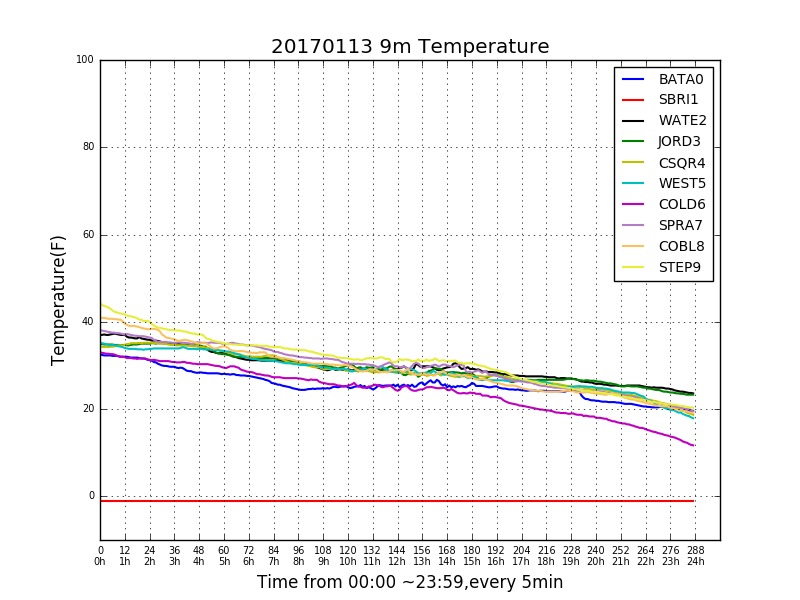 20170113 9m Temperature
100
80
60
40
20
0
Temperature(F)
BATA0
SBRI1
WATE2
JORD3
CSQR4
WEST5
COLD6
SPRA7
COBL8
STEP9
0 12 24 36 48 60 72 84 96 108 120 132 144 156 168 180 192 204 216 228 240 252 264 276 288
0h 1h 2h 3h 4h 5h 6h 7h 8h 9h 10h 11h 12h 13h 14h 15h 16h 17h 18h 19h 20h 21h 22h 23h 24h
Time from 00:00 ~23:59,every 5min